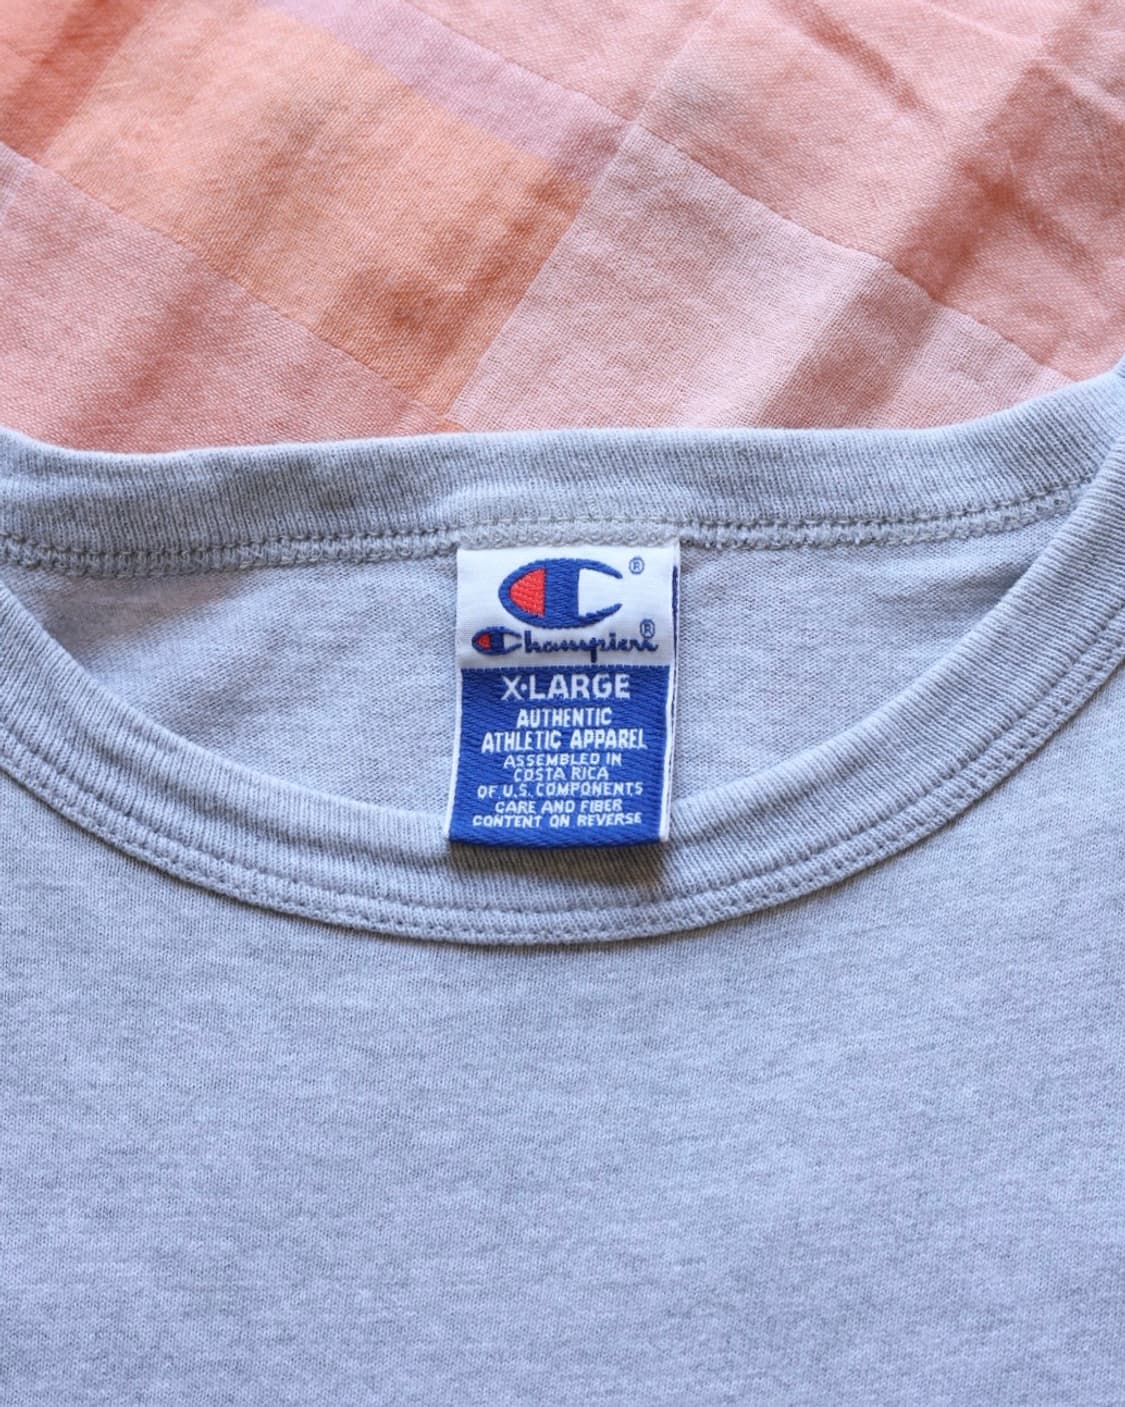 ®
Champion®
X-LARGE
AUTHENTIC
ATHLETIC APPAREL
ASSEMBLED IN
COSTA RICA
OF U.S. COMPONENTS
CARE AND FIBER
CONTENT ON REVERSE